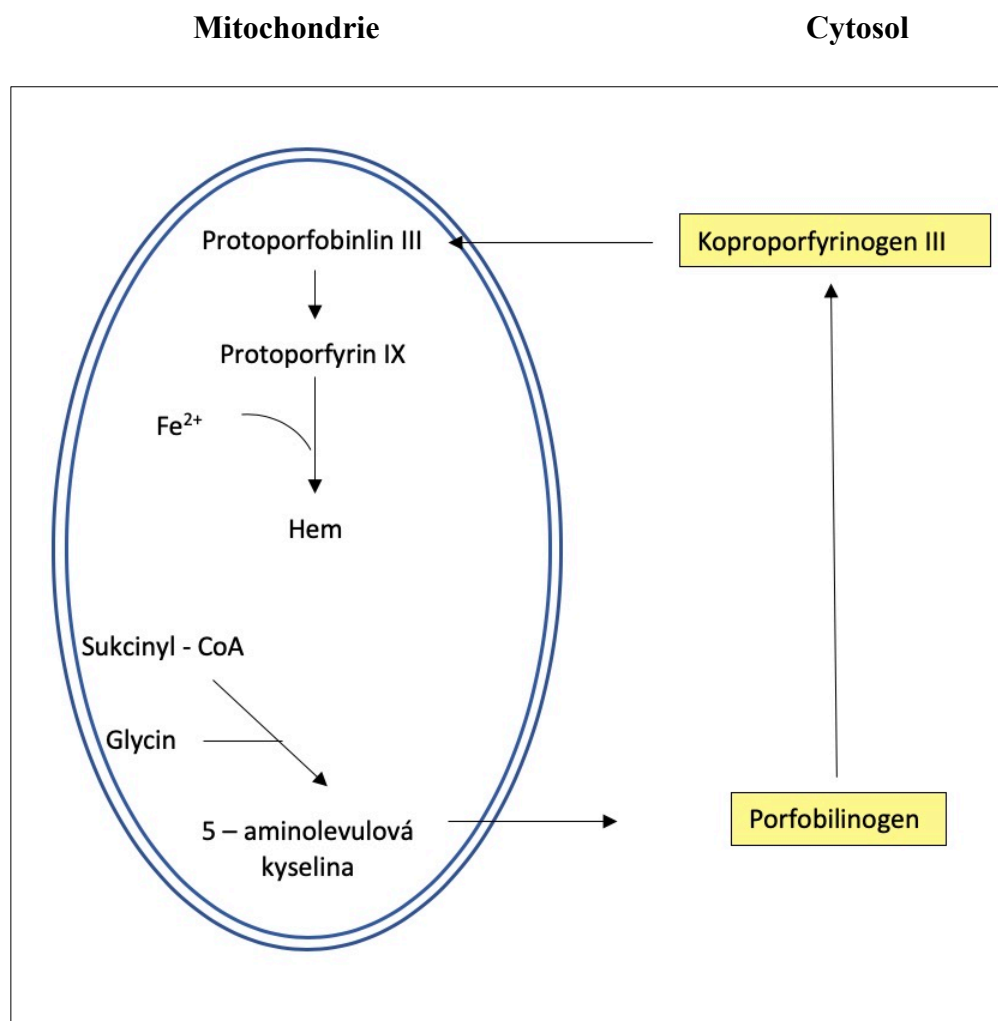 Mitochondrie
Cytosol
Protoporfobinlin III
Koproporfyrinogen III
Protoporfyrin IX
Fe2+
Hem
Sukcinyl - CoA
Glycin
5 – aminolevulová
kyselina
Porfobilinogen